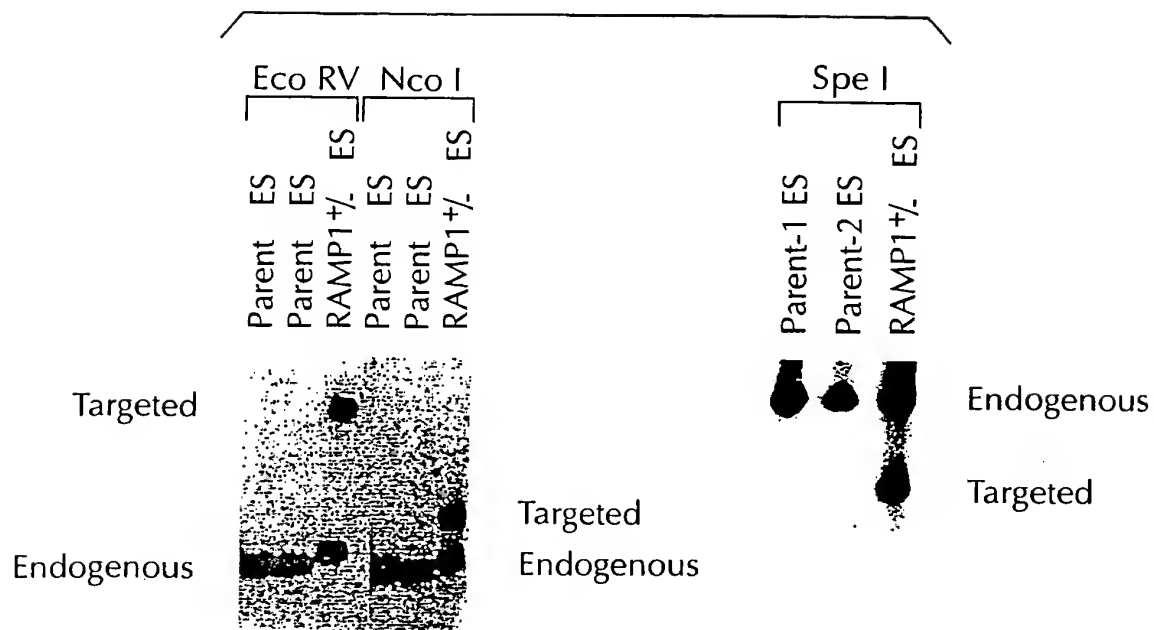 Eco RV
Nco I
Spe I
Parent ES
Parent ES
RAMP1+/- ES
Parent ES
Parent ES
RAMP1+/- ES
Parent-1 ES
Parent-2 ES
RAMP1+/- ES
Targeted
Endogenous
Targeted
Endogenous
Endogenous
Targeted